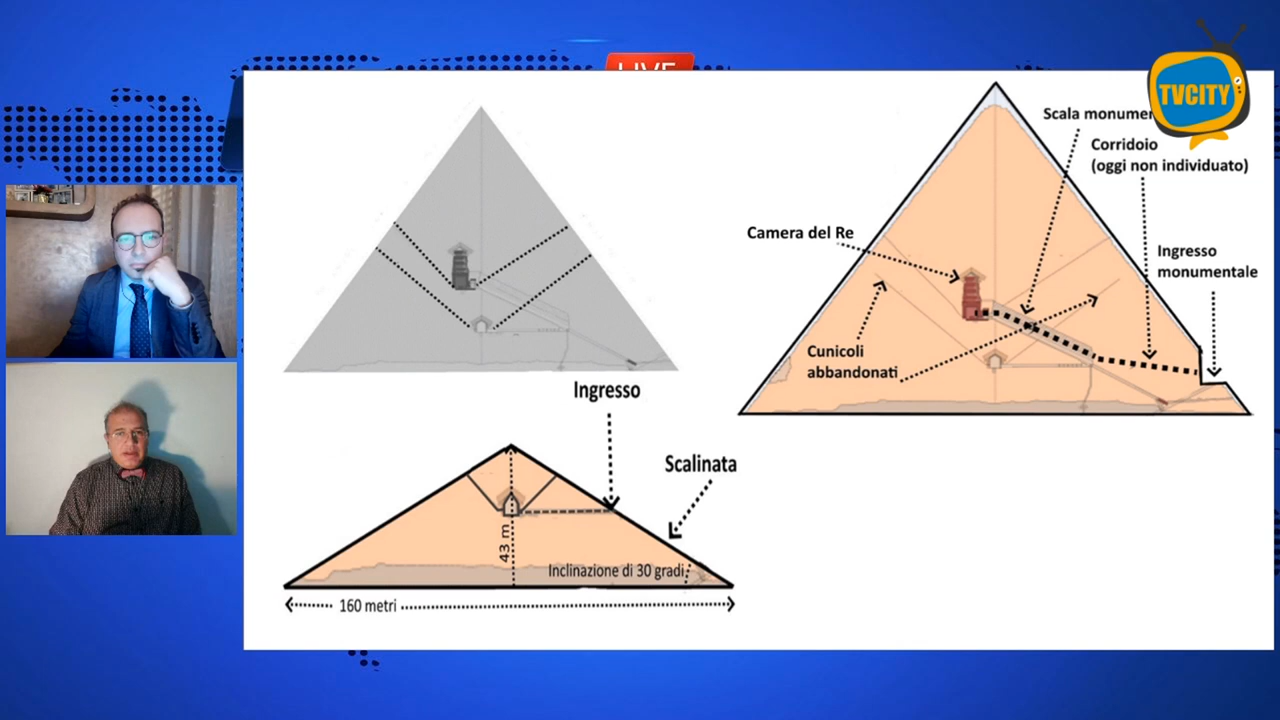 LIVE
TVCITY
Scala
Corridoio
(oggi non individuato)
Camera del Re
Ingresso
monumentale
Cunicoli
abbandonati
Ingresso
Scalinata
43 m
Inclinazione di 30 gradi
160 metri